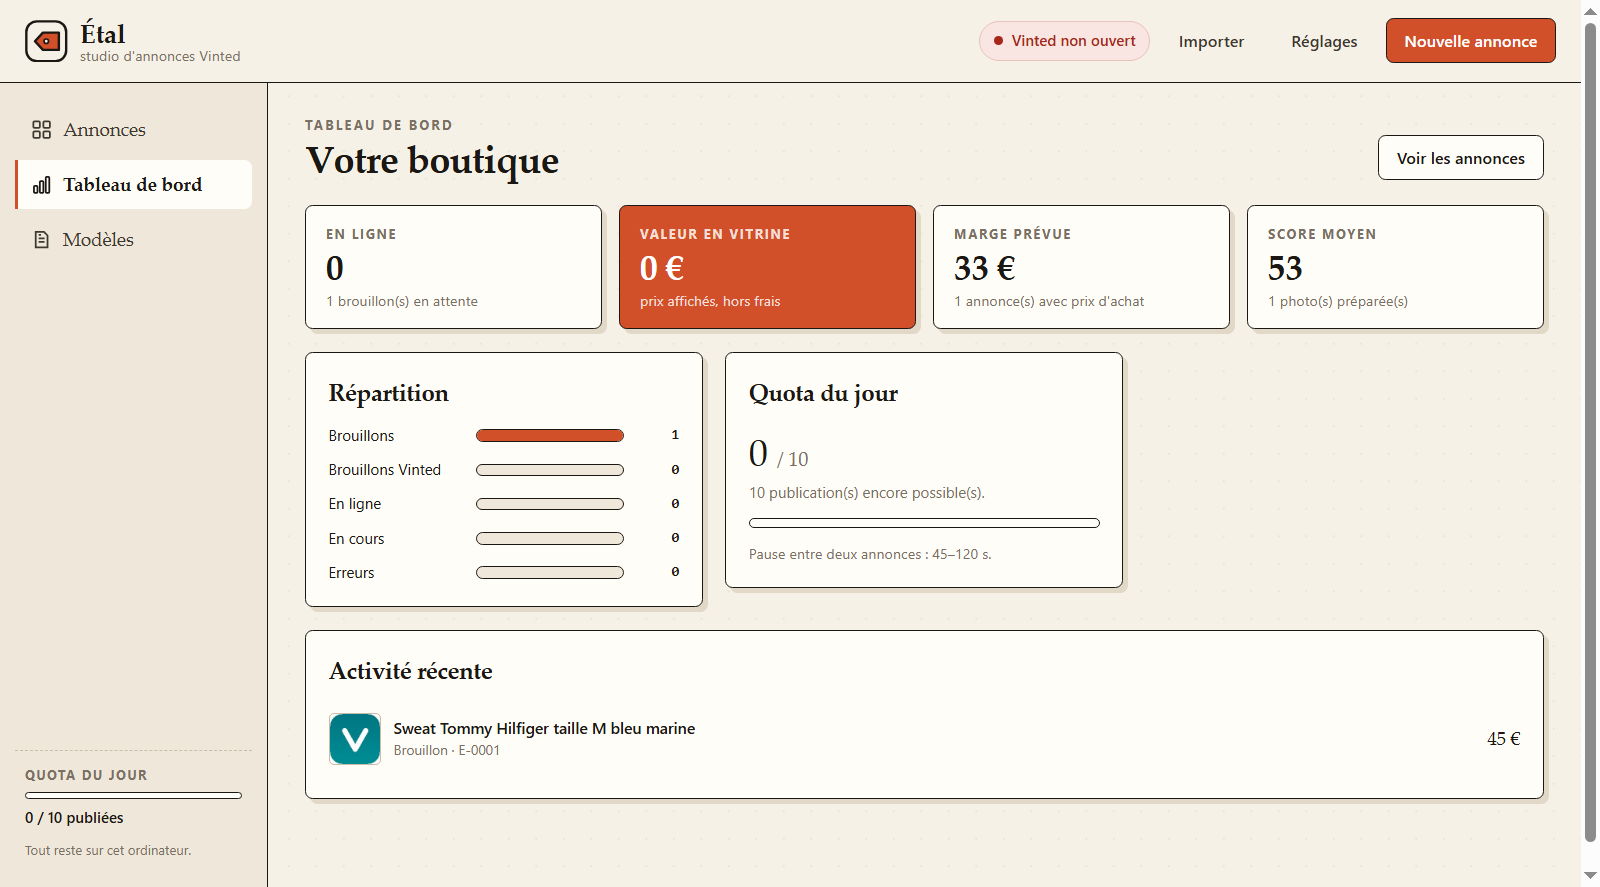 Étal
studio d'annonces Vinted
Vinted non ouvert
Importer
Réglages
Nouvelle annonce
Annonces
Tableau de bord
Modèles
QUOTA DU JOUR
0 / 10 publiées
Tout reste sur cet ordinateur.
TABLEAU DE BORD
Votre boutique
Voir les annonces
EN LIGNE
0
1 brouillon(s) en attente
VALEUR EN VITRINE
0 €
prix affichés, hors frais
MARGE PRÉVUE
33 €
1 annonce(s) avec prix d'achat
SCORE MOYEN
53
1 photo(s) préparée(s)
Répartition
Brouillons 1
Brouillons Vinted 0
En ligne 0
En cours 0
Erreurs 0
Quota du jour
0 / 10
10 publication(s) encore possible(s).
Pause entre deux annonces : 45–120 s.
Activité récente
V
Sweat Tommy Hilfiger taille M bleu marine
Brouillon · E-0001
45 €